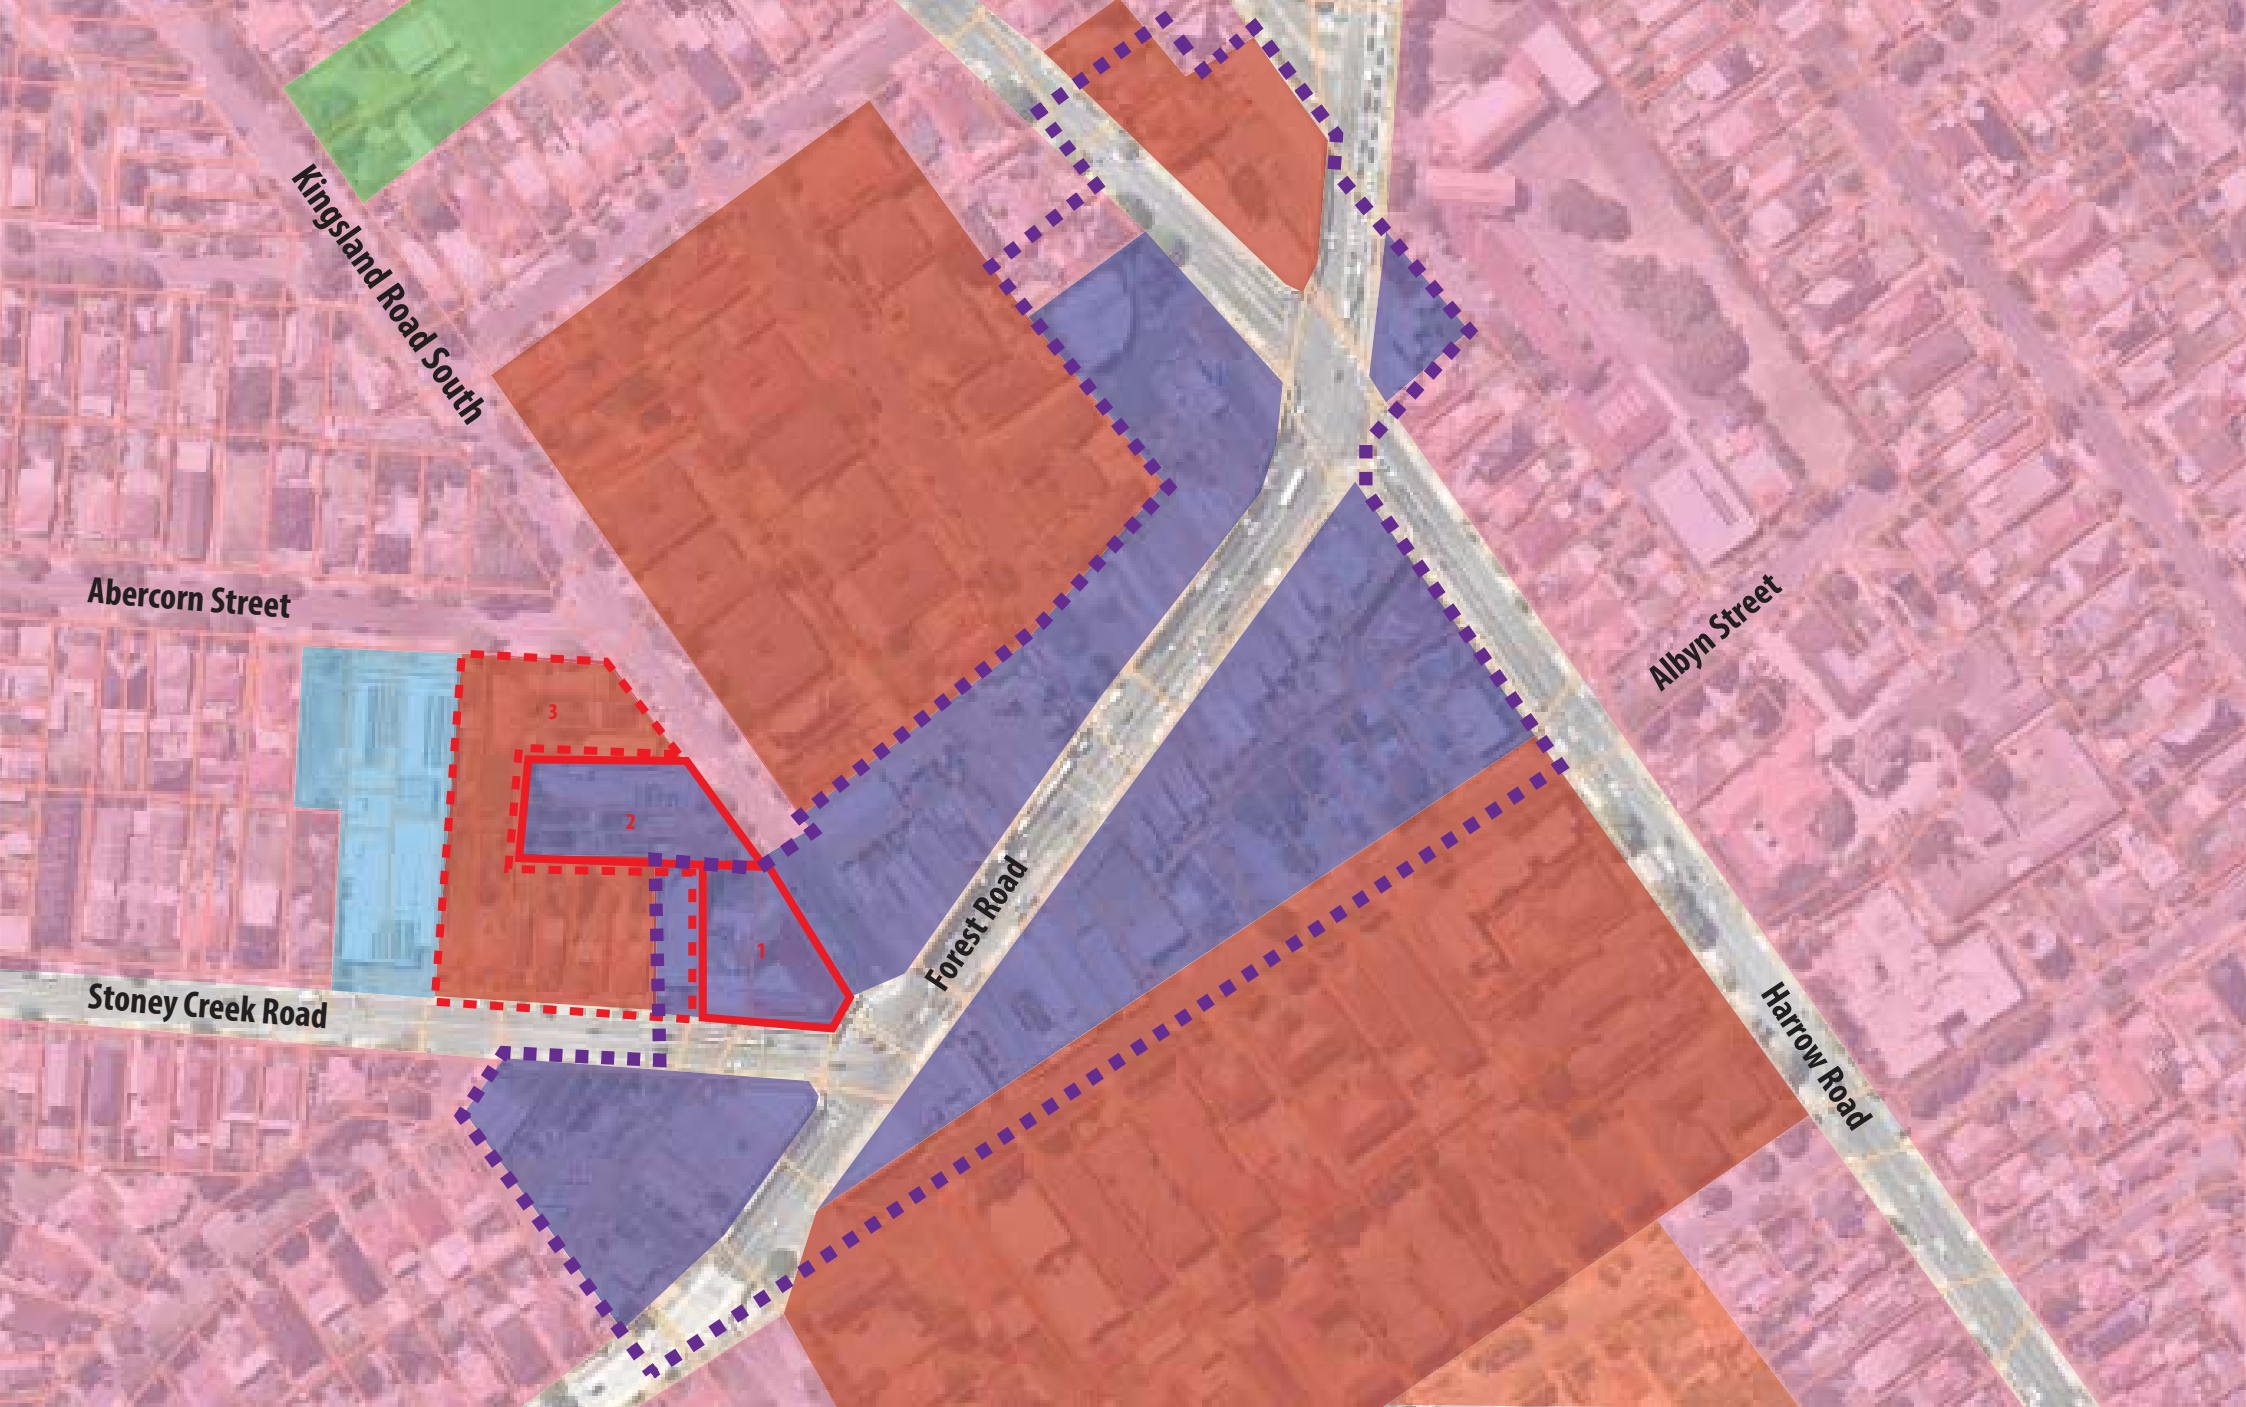 Kingsland Road South
Abercorn Street
Albyn Street
3
2
1
Forest Road
Stoney Creek Road
Harrow Road